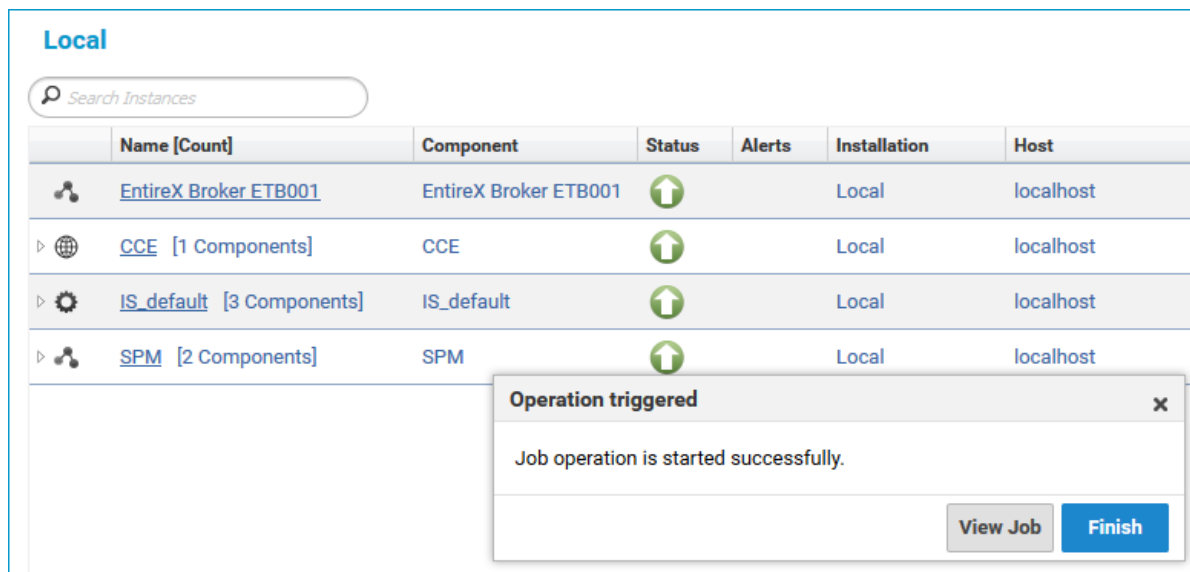 Local
Search Instances
Name [Count] Component Status Alerts Installation Host
EntireX Broker ETB001 EntireX Broker ETB001 Local localhost
CCE [1 Components] CCE Local localhost
IS_default [3 Components] IS_default Local localhost
SPM [2 Components] SPM Local localhost
Operation triggered
Job operation is started successfully.
View Job Finish